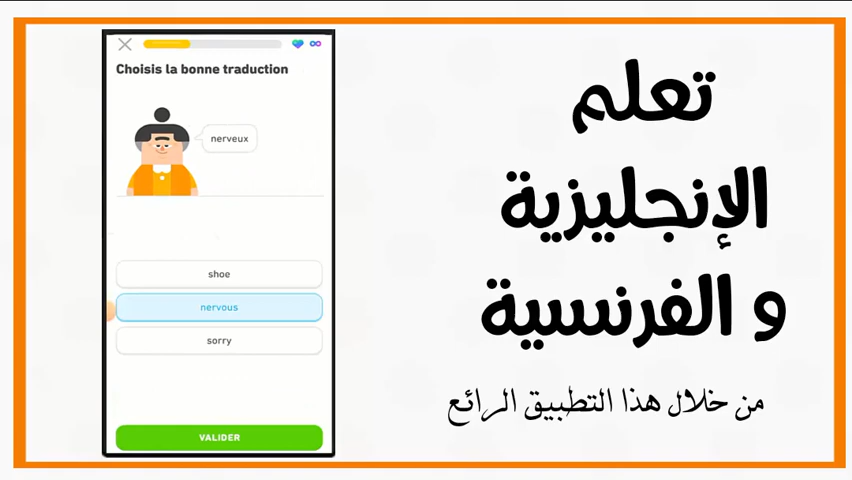 Choisis la bonne traduction
nerveux
shoe
nervous
sorry
VALIDER
تعلم
الإنجليزية
و الفرنسية
من خلال هذا التطبيق الرائع